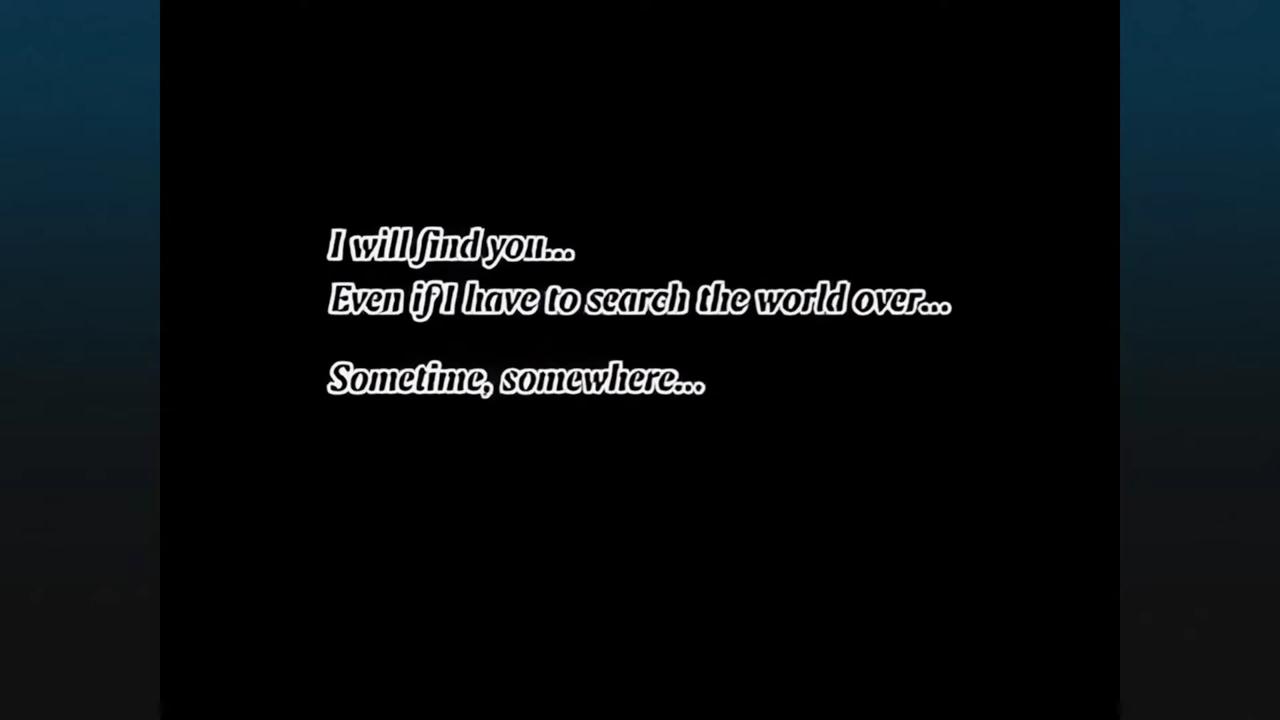 I will find you...
Even if I have to search the world over...
Sometime, somewhere...